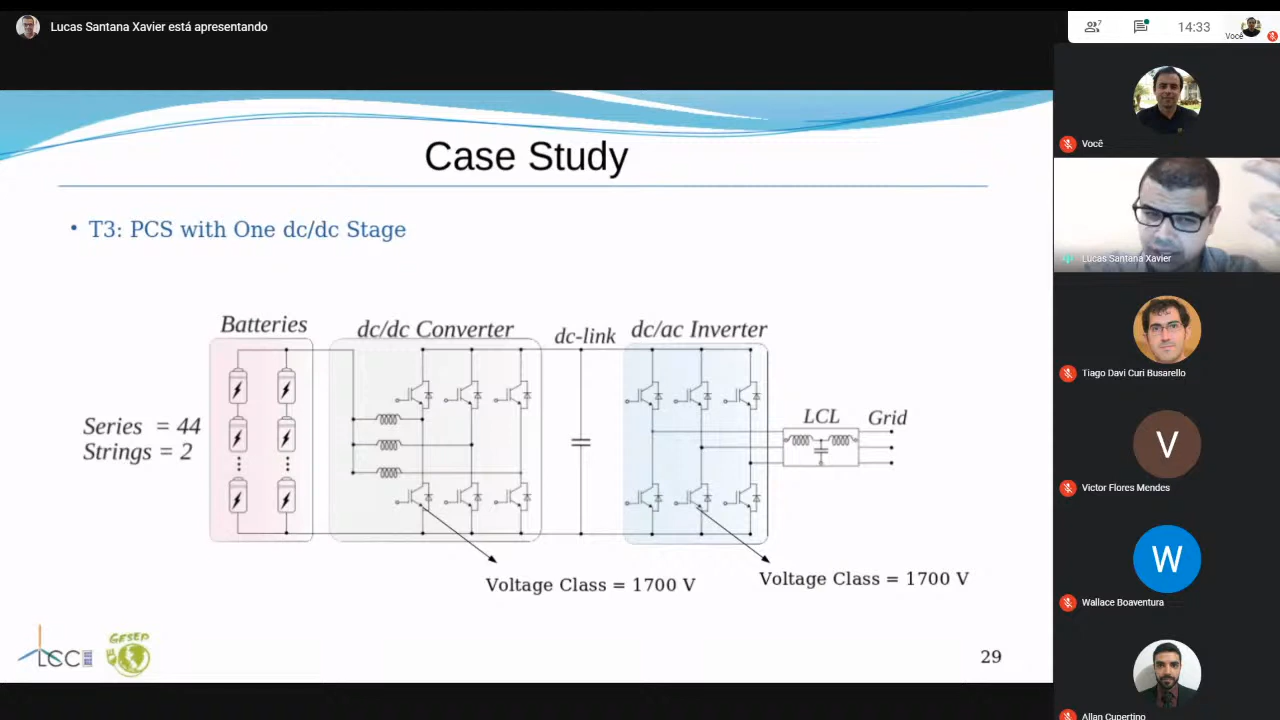 Lucas Santana Xavier está apresentando
7
14:33
Você
Case Study
• T3: PCS with One dc/dc Stage
Batteries
dc/dc Converter
dc-link
dc/ac Inverter
Series = 44
Strings = 2
LCL
Grid
Voltage Class = 1700 V
Voltage Class = 1700 V
LCC
GESEP
29
Você
Lucas Santana Xavier
Tiago Davi Curi Busarello
V
Victor Flores Mendes
W
Wallace Boaventura
Allan Cupertino